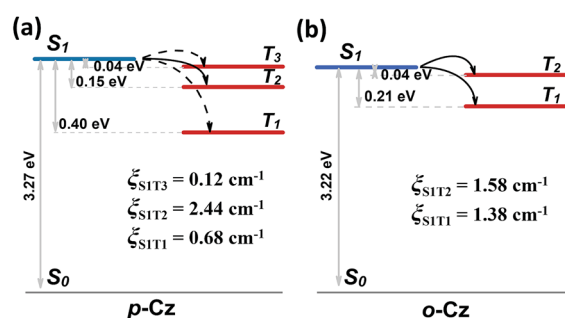 (a)
S1
T3
0.04 eV
T2
0.15 eV
T1
0.40 eV
3.27 eV
ξS1T3 = 0.12 cm-1
ξS1T2 = 2.44 cm-1
ξS1T1 = 0.68 cm-1
S0
p-Cz
(b)
S1
T2
0.04 eV
T1
0.21 eV
3.22 eV
ξS1T2 = 1.58 cm-1
ξS1T1 = 1.38 cm-1
S0
o-Cz